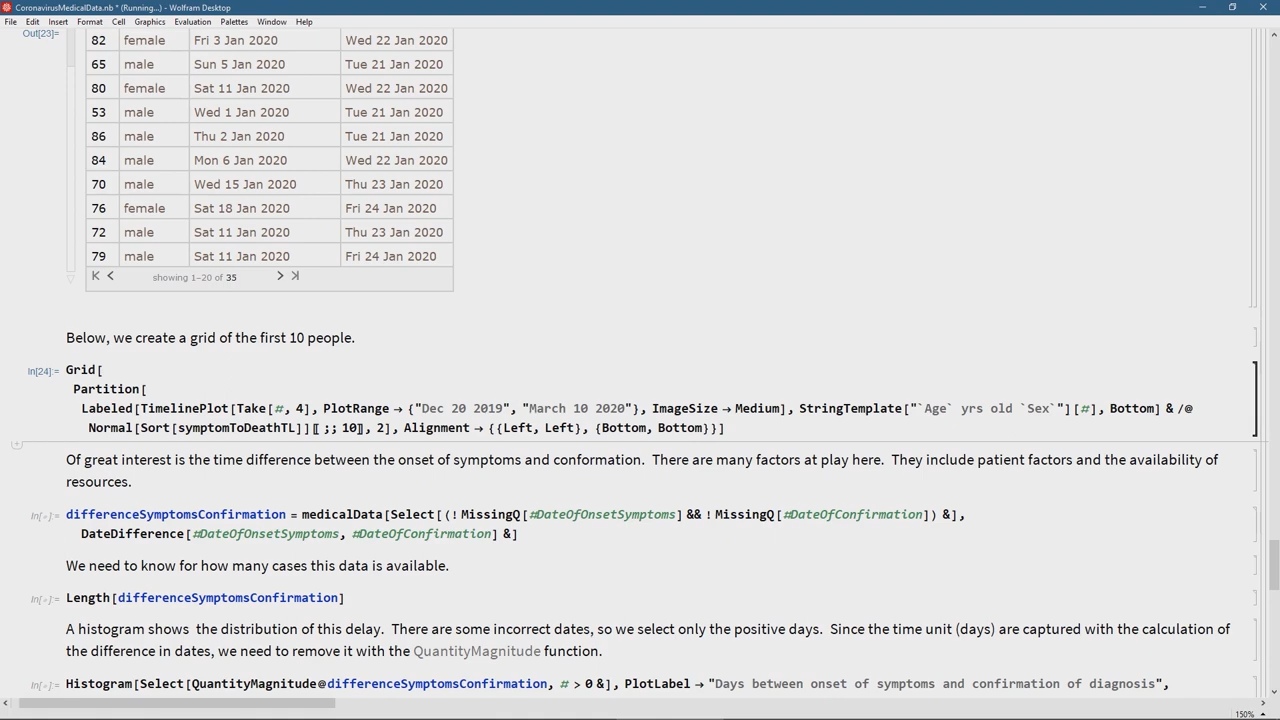 CoronavirusMedicalData.nb * (Running...) - Wolfram Desktop
File Edit Insert Format Cell Graphics Evaluation Palettes Window Help
Out[23]=
82 female Fri 3 Jan 2020 Wed 22 Jan 2020
65 male Sun 5 Jan 2020 Tue 21 Jan 2020
80 female Sat 11 Jan 2020 Wed 22 Jan 2020
53 male Wed 1 Jan 2020 Tue 21 Jan 2020
86 male Thu 2 Jan 2020 Tue 21 Jan 2020
84 male Mon 6 Jan 2020 Wed 22 Jan 2020
70 male Wed 15 Jan 2020 Thu 23 Jan 2020
76 female Sat 18 Jan 2020 Fri 24 Jan 2020
72 male Sat 11 Jan 2020 Thu 23 Jan 2020
79 male Sat 11 Jan 2020 Fri 24 Jan 2020
showing 1–20 of 35
Below, we create a grid of the first 10 people.
In[24]:= Grid[
Partition[
Labeled[TimelinePlot[Take[#, 4], PlotRange → {"Dec 20 2019", "March 10 2020"}, ImageSize → Medium], StringTemplate["`Age` yrs old `Sex`"][#], Bottom] & /@
Normal[Sort[symptomToDeathTL]]〚 ;; 10〛, 2], Alignment → {{Left, Left}, {Bottom, Bottom}}]
Of great interest is the time difference between the onset of symptoms and conformation. There are many factors at play here. They include patient factors and the availability of
resources.
In[∘]:= differenceSymptomsConfirmation = medicalData[Select[(! MissingQ[#DateOfOnsetSymptoms] && ! MissingQ[#DateOfConfirmation]) &],
DateDifference[#DateOfOnsetSymptoms, #DateOfConfirmation] &]
We need to know for how many cases this data is available.
In[∘]:= Length[differenceSymptomsConfirmation]
A histogram shows the distribution of this delay. There are some incorrect dates, so we select only the positive days. Since the time unit (days) are captured with the calculation of
the difference in dates, we need to remove it with the QuantityMagnitude function.
In[∘]:= Histogram[Select[QuantityMagnitude@differenceSymptomsConfirmation, # > 0 &], PlotLabel → "Days between onset of symptoms and confirmation of diagnosis",
150%